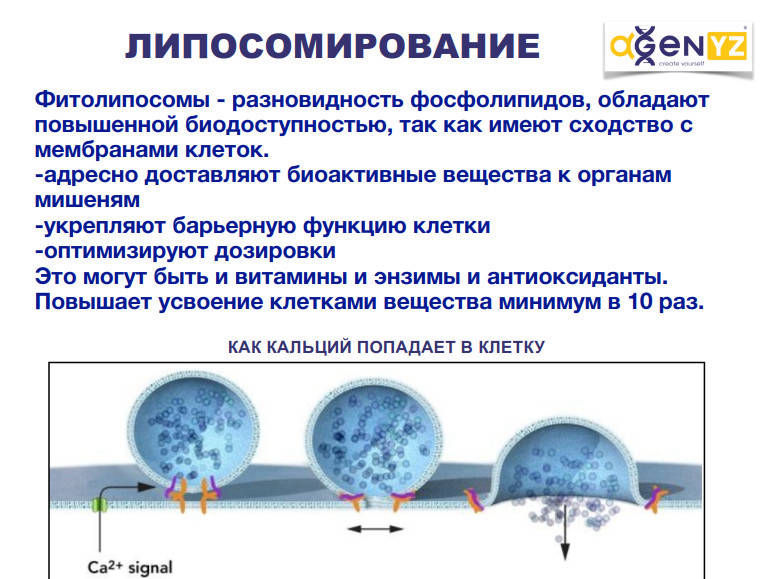 ЛИПОСОМИРОВАНИЕ
aGenYZ
create yourself
Фитолипосомы - разновидность фосфолипидов, обладают
повышенной биодоступностью, так как имеют сходство с
мембранами клеток.
-адресно доставляют биоактивные вещества к органам
мишеням
-укрепляют барьерную функцию клетки
-оптимизируют дозировки
Это могут быть и витамины и энзимы и антиоксиданты.
Повышает усвоение клетками вещества минимум в 10 раз.
КАК КАЛЬЦИЙ ПОПАДАЕТ В КЛЕТКУ
Ca2+ signal